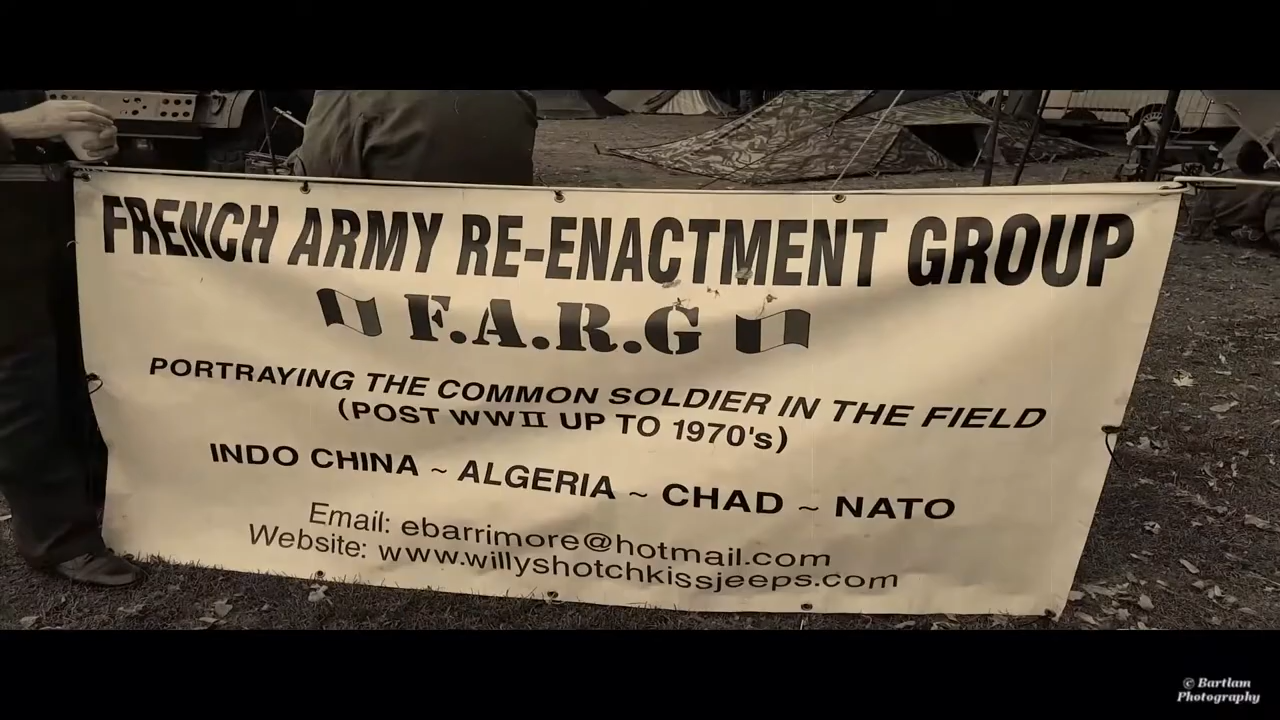 FRENCH ARMY RE-ENACTMENT GROUP
F.A.R.G
PORTRAYING THE COMMON SOLDIER IN THE FIELD
(POST WWII UP TO 1970's)
INDO CHINA ~ ALGERIA ~ CHAD ~ NATO
Email: ebarrimore@hotmail.com
Website: www.willyshotchkissjeeps.com
© Bartlam
Photography